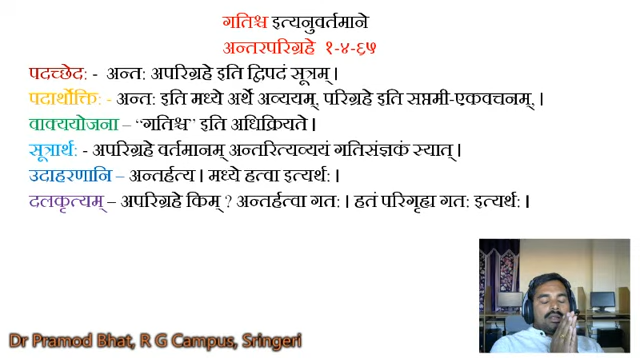 गतिश्च इत्यनुवर्तमाने
अन्तरपरिग्रहे १-४-६५
पदच्छेद: - अन्त: अपरिग्रहे इति द्विपदं सूत्रम् ।
पदार्थोक्ति: - अन्त: इति मध्ये अर्थे अव्ययम्, परिग्रहे इति सप्तमी-एकवचनम्, ।
वाक्ययोजना – “गतिश्च” इति अधिक्रियते ।
सूत्रार्थ: - अपरिग्रहे वर्तमानम् अन्तरित्यव्ययं गतिसंज्ञकं स्यात् ।
उदाहरणानि – अन्तर्हत्य । मध्ये हत्वा इत्यर्थ: ।
दलकृत्यम् – अपरिग्रहे किम् ? अन्तर्हत्वा गत: । हतं परिगृह्य गत: इत्यर्थ: ।
Dr Pramod Bhat, R G Campus, Sringeri